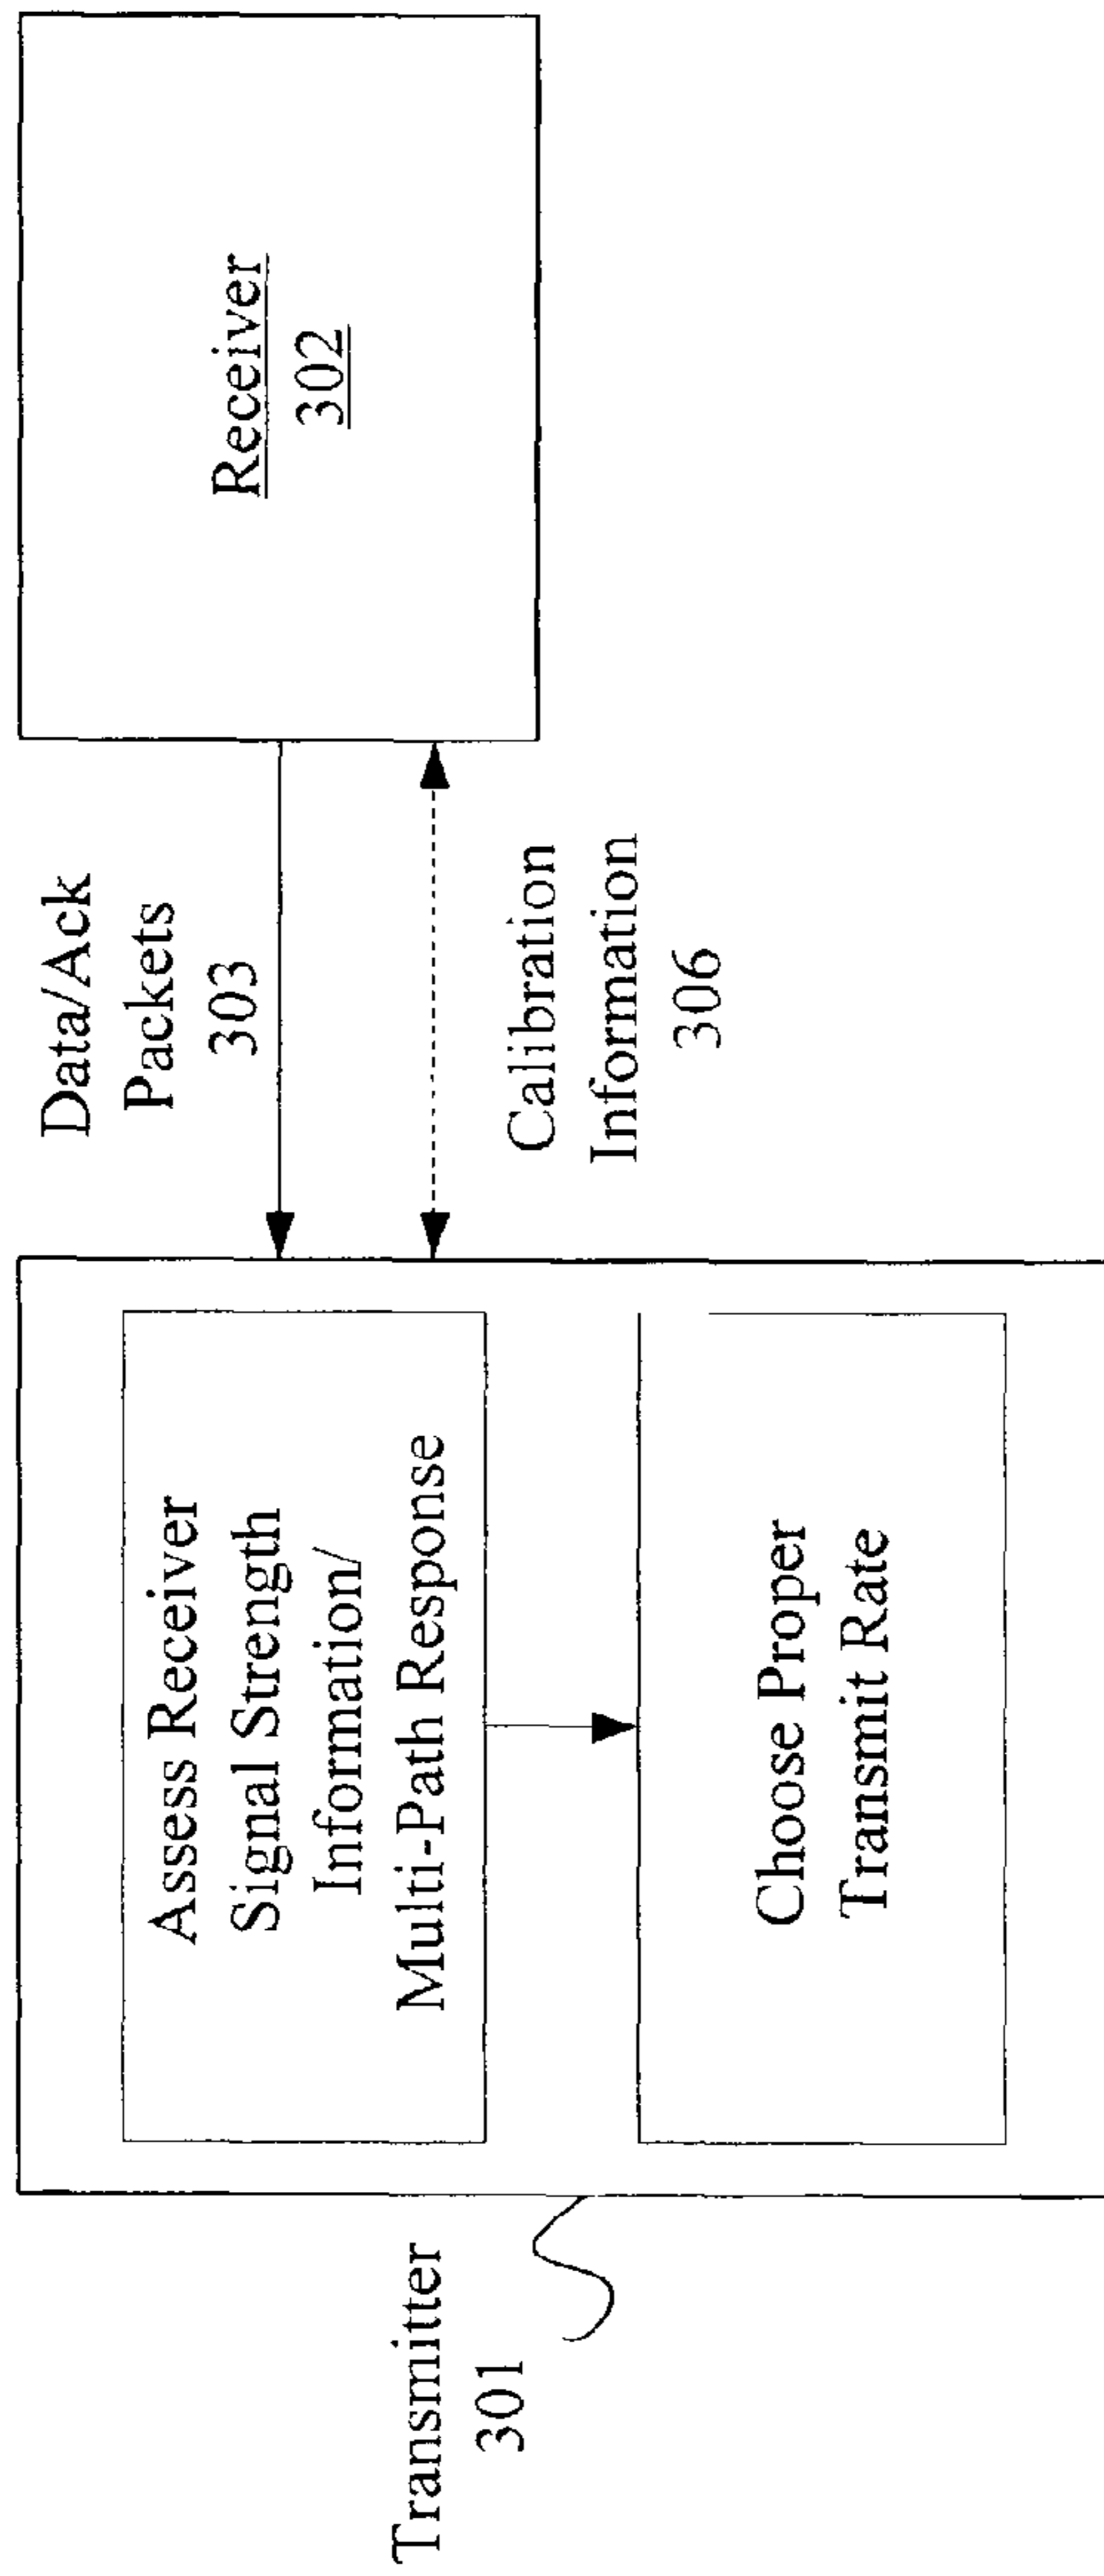 Transmitter
301
Assess Receiver
Signal Strength
Information/
Multi-Path Response
Choose Proper
Transmit Rate
Data/Ack
Packets
303
Calibration
Information
306
Receiver
302